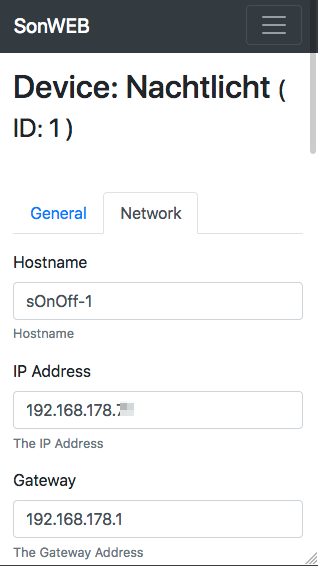 SonWEB
Device: Nachtlicht (
ID: 1 )
General
Network
Hostname
sOnOff-1
Hostname
IP Address
192.168.178.
The IP Address
Gateway
192.168.178.1
The Gateway Address